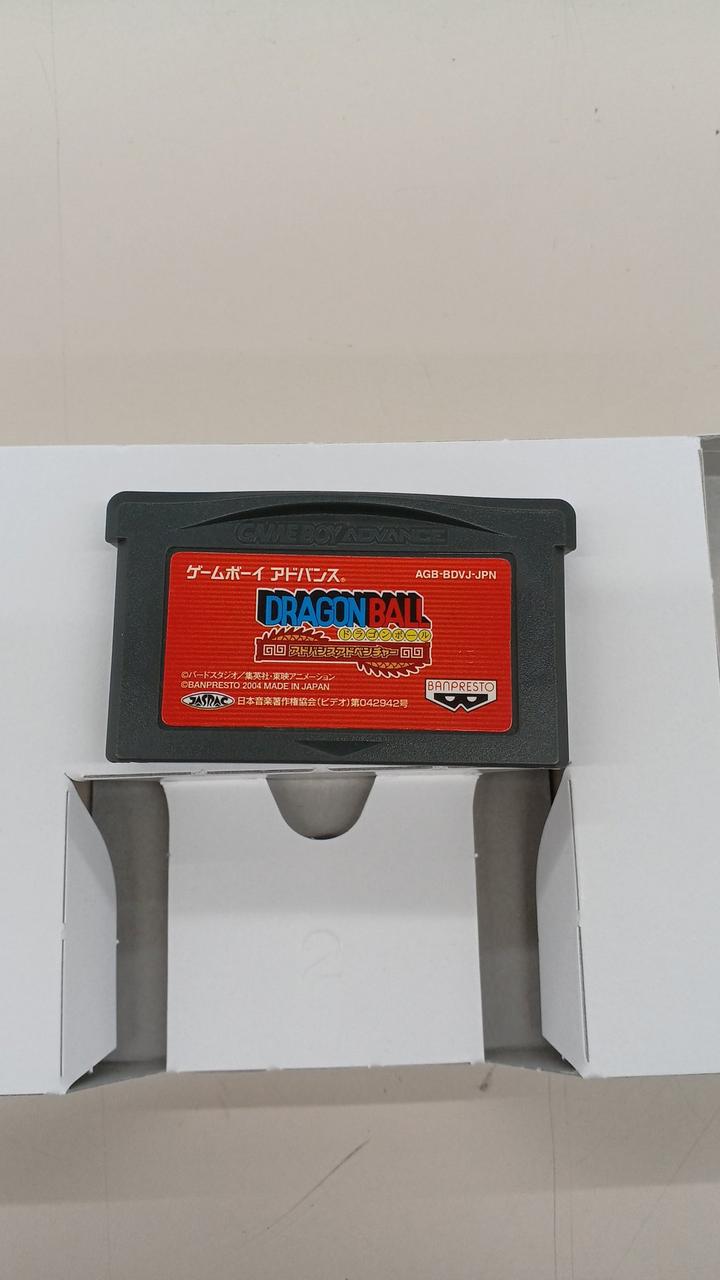 GAME BOY ADVANCE
ゲームボーイ アドバンス®
AGB-BDVJ-JPN
DRAGON BALL
ドラゴンボール
アドバンスアドベンチャー
©バードスタジオ/集英社・東映アニメーション
©BANPRESTO 2004 MADE IN JAPAN
BANPRESTO
JASRAC 日本音楽著作権協会(ビデオ)第042942号
2